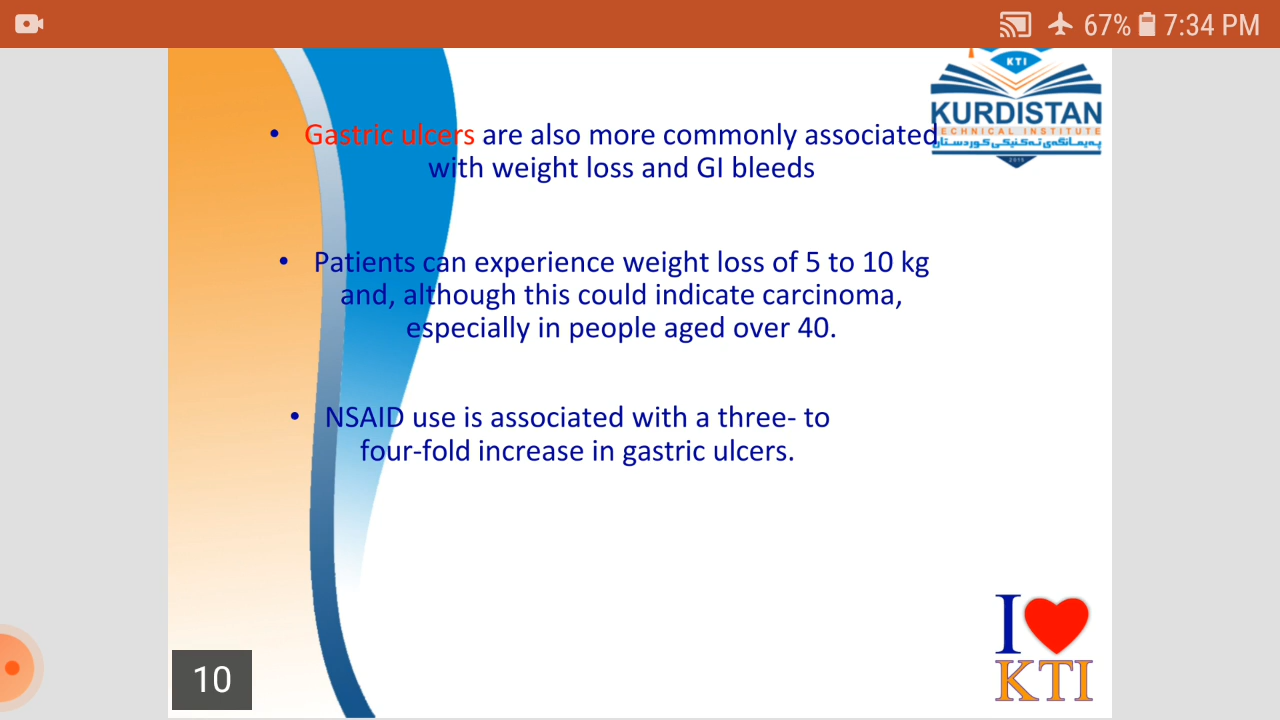 67% 7:34 PM
KTI
KURDISTAN
ECHNICAL INSTITUTE
پەیمانگەی تەکنیکی کوردستان
2015
• Gastric ulcers are also more commonly associated
with weight loss and GI bleeds
• Patients can experience weight loss of 5 to 10 kg
and, although this could indicate carcinoma,
especially in people aged over 40.
• NSAID use is associated with a three- to
four-fold increase in gastric ulcers.
I
KTI
10